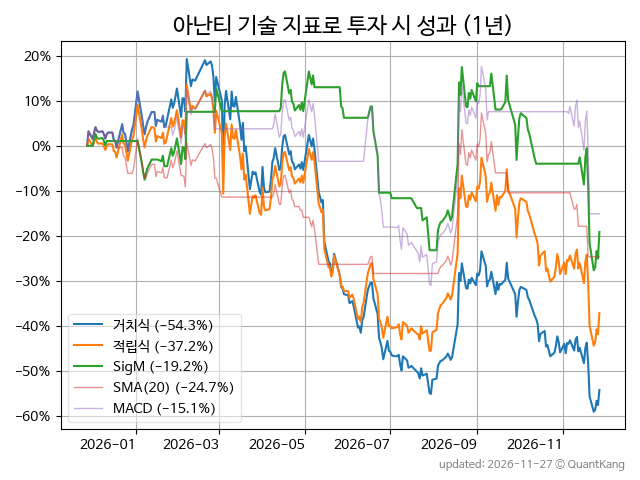 아난티 기술 지표로 투자 시 성과 (1년)
20%
10%
0%
−10%
−20%
−30%
−40%
−50%
−60%
거치식 (−54.3%)
적립식 (−37.2%)
SigM (−19.2%)
SMA(20) (−24.7%)
MACD (−15.1%)
2026-01 2026-03 2026-05 2026-07 2026-09 2026-11
updated: 2026-11-27 © QuantKang